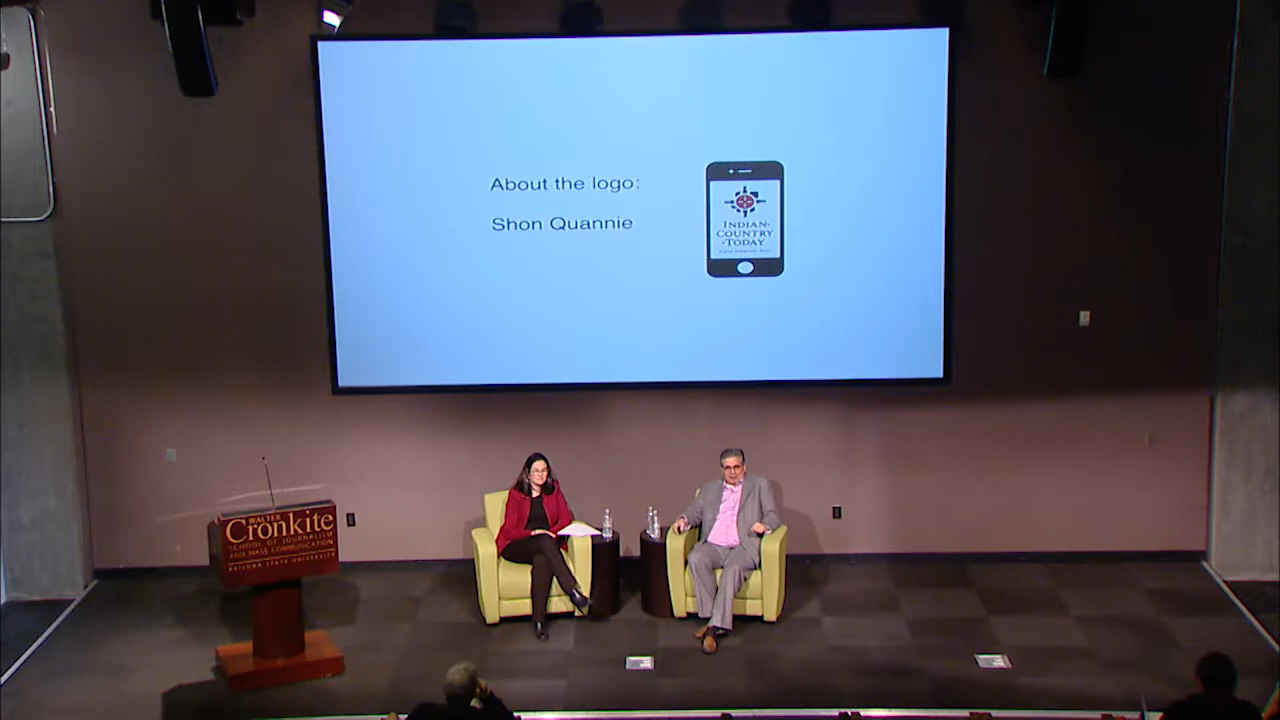 About the logo:
Shon Quannie
INDIAN
COUNTRY
TODAY
WALTER
Cronkite
SCHOOL OF JOURNALISM
AND MASS COMMUNICATION
ARIZONA STATE UNIVERSITY